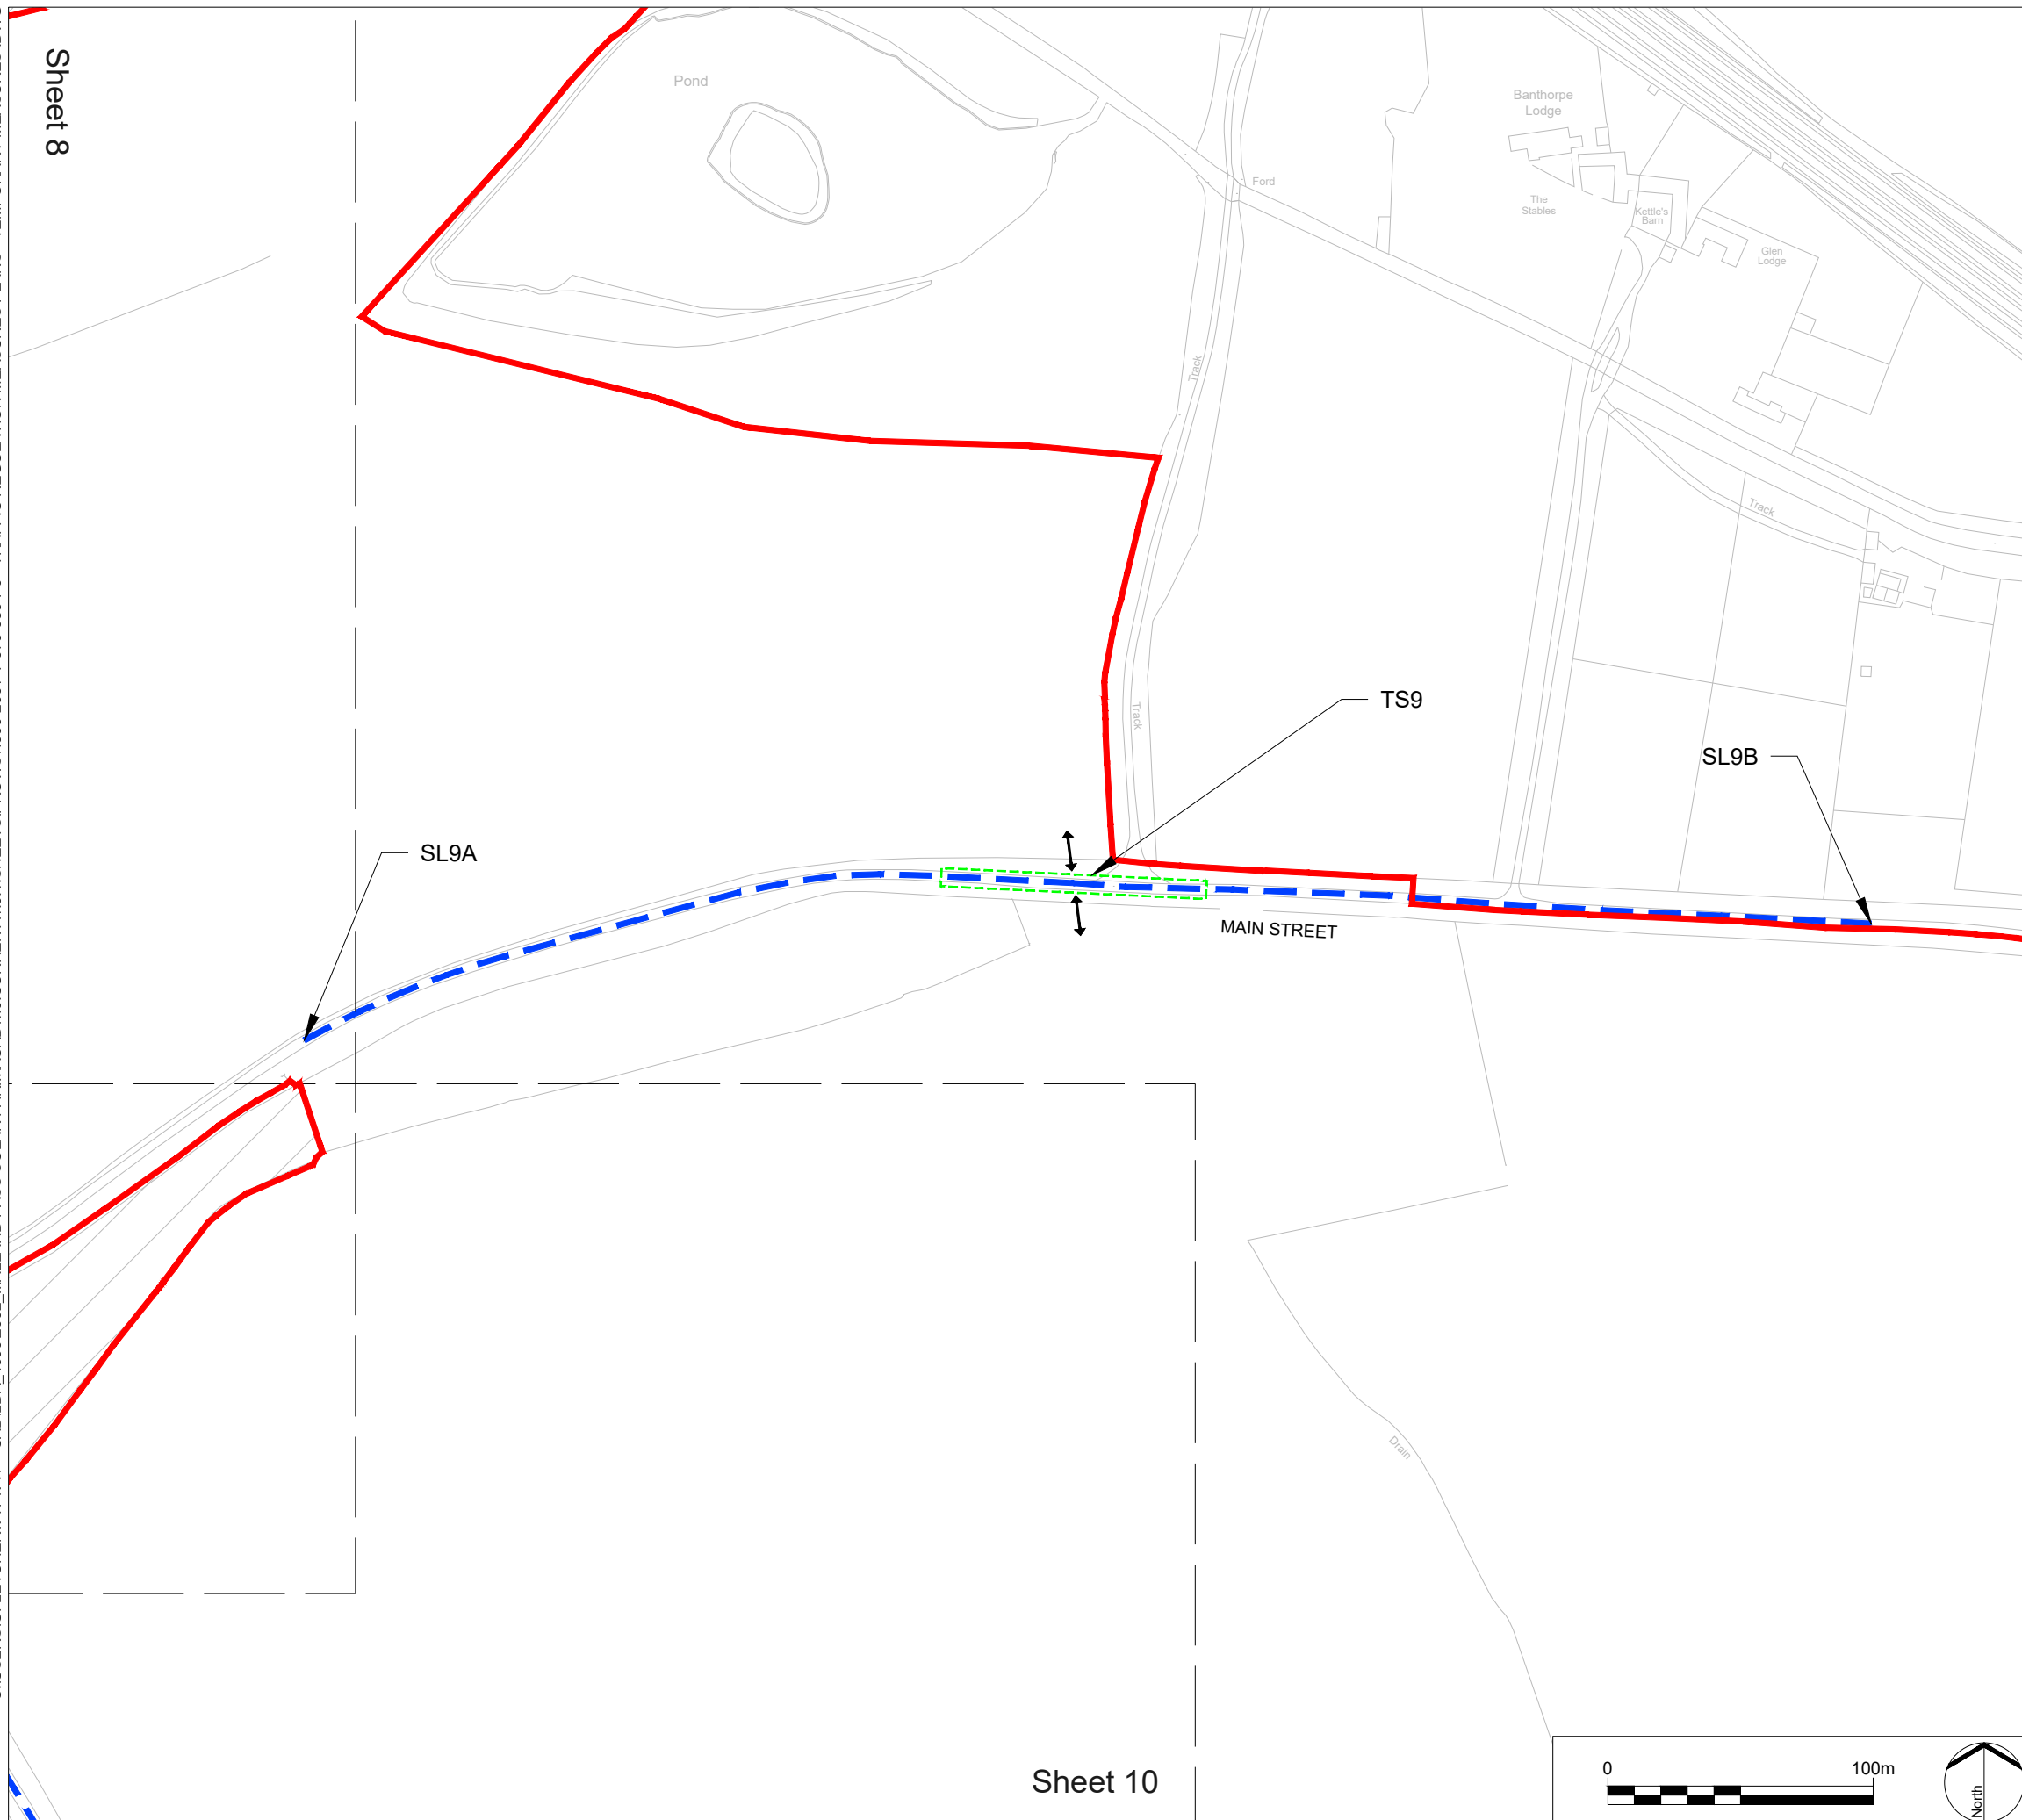 Sheet 8
Pond
Banthorpe
Lodge
Ford
The
Stables
Kettle's
Barn
Glen
Lodge
Track
Track
Track
TS9
SL9B
SL9A
MAIN STREET
Drain
Sheet 10
0
100m
North